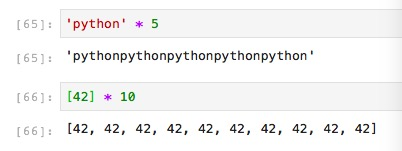 [65]: 'python' * 5
[65]: 'pythonpythonpythonpythonpython'
[66]: [42] * 10
[66]: [42, 42, 42, 42, 42, 42, 42, 42, 42, 42]